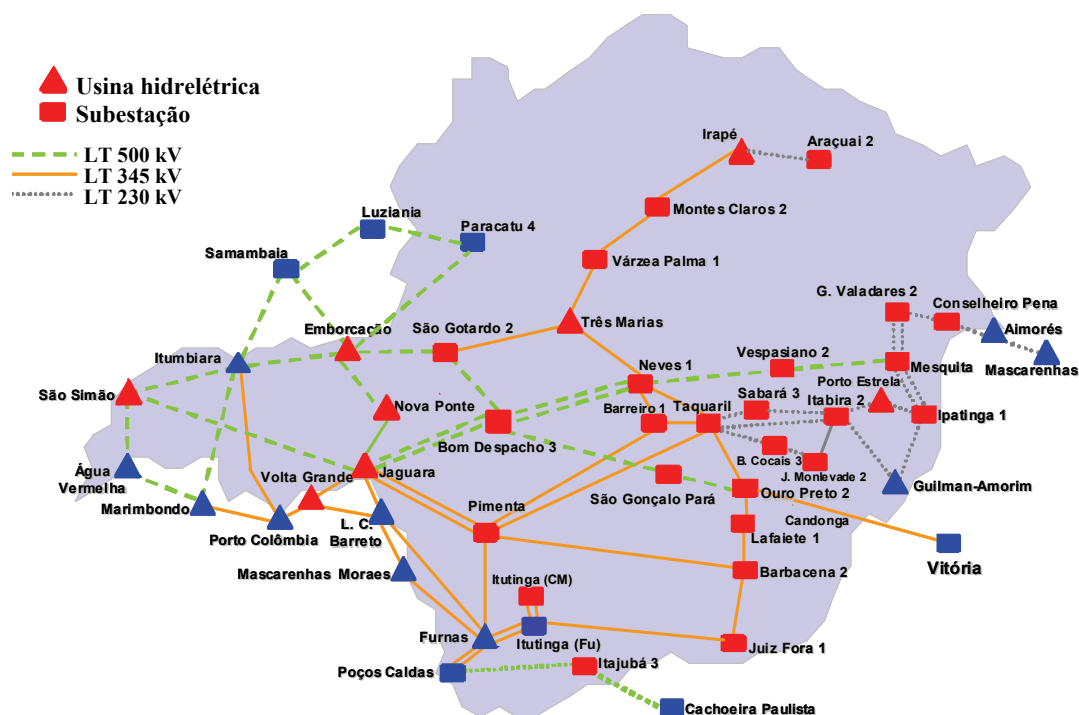 Usina hidrelétrica
Subestação
LT 500 kV
LT 345 kV
LT 230 kV
Irapé
Araçuai 2
Montes Claros 2
Luziania
Paracatu 4
Samambaia
Várzea Palma 1
G. Valadares 2
Conselheiro Pena
Aimorés
Mascarenhas
Emborcação
São Gotardo 2
Três Marias
Itumbiara
Vespasiano 2
Mesquita
Neves 1
São Simão
Nova Ponte
Barreiro 1
Taquaril
Sabará 3
Porto Estrela
Itabira 2
Ipatinga 1
Bom Despacho 3
B. Cocais 3
J. Monlevade 2
Água
Vermelha
Volta Grande
Jaguara
São Gonçalo Pará
Ouro Preto 2
Guilman-Amorim
Marimbondo
Pimenta
Candonga
Porto Colômbia
L. C.
Barreto
Lafaiete 1
Vitória
Mascarenhas Moraes
Itutinga (CM)
Barbacena 2
Furnas
Itutinga (Fu)
Juiz Fora 1
Poços Caldas
Itajubá 3
Cachoeira Paulista